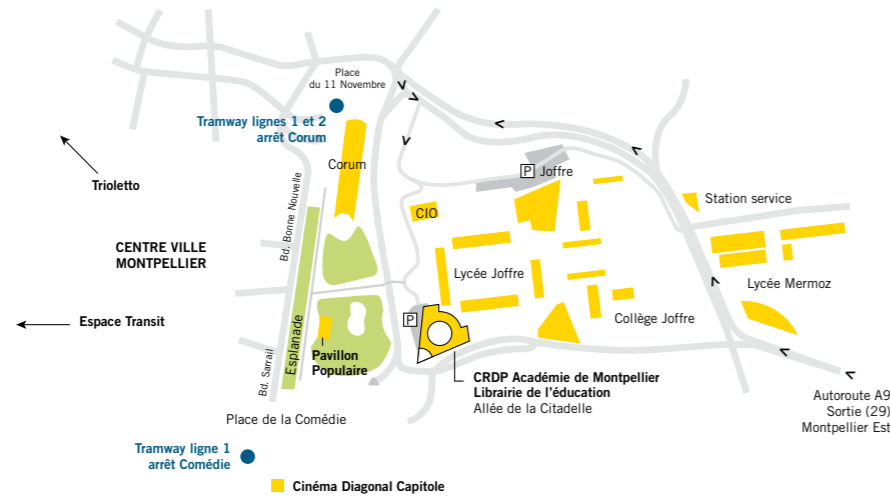 Place
du 11 Novembre
Tramway lignes 1 et 2
arrêt Corum
Trioletto
Corum
P Joffre
CIO
Station service
Bd. Bonne Nouvelle
CENTRE VILLE
MONTPELLIER
Lycée Joffre
Lycée Mermoz
Espace Transit
P
Collège Joffre
Esplanade
Bd. Sarrail
Pavillon
Populaire
CRDP Académie de Montpellier
Librairie de l'éducation
Allée de la Citadelle
Autoroute A9
Sortie (29)
Montpellier Est
Place de la Comédie
Tramway ligne 1
arrêt Comédie
Cinéma Diagonal Capitole